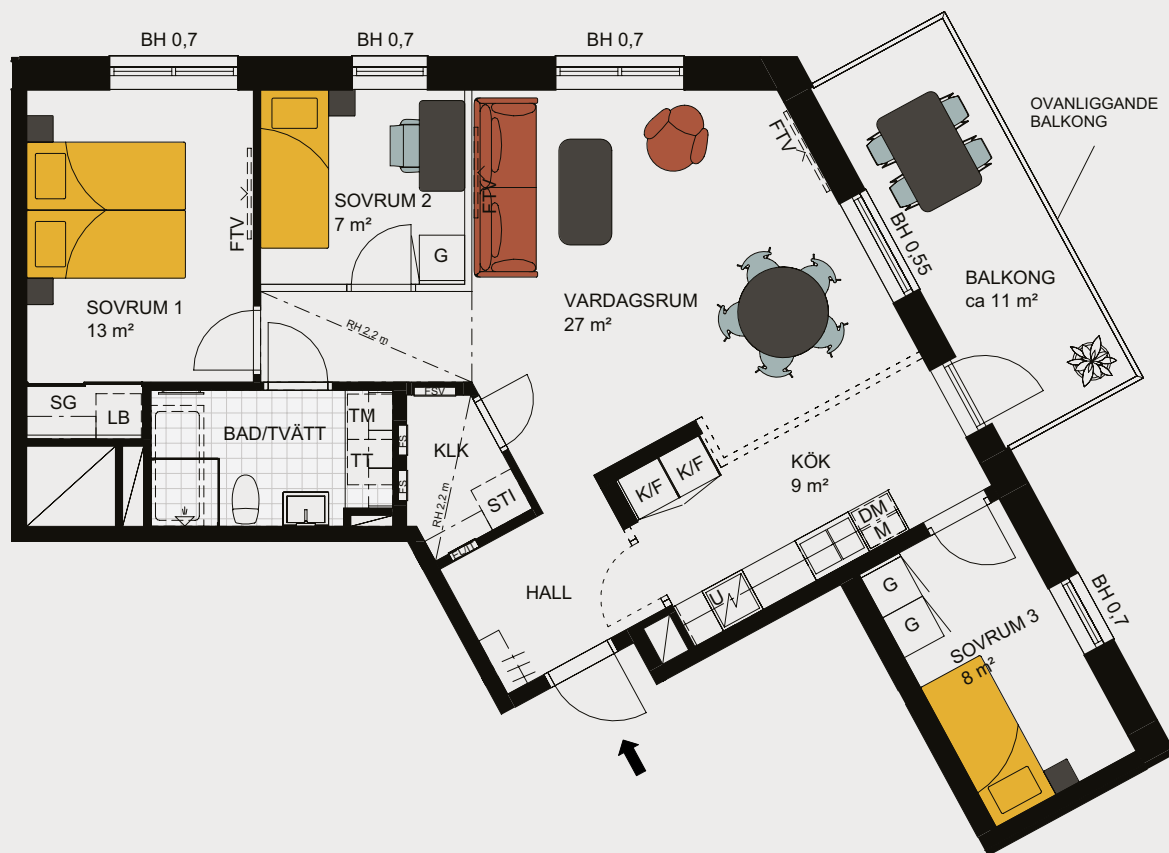 BH 0,7
BH 0,7
BH 0,7
OVANLIGGANDE
BALKONG
FTV
FTV
FTV
SOVRUM 2
7 m²
G
SOVRUM 1
13 m²
VARDAGSRUM
27 m²
BH 0,55
BALKONG
ca 11 m²
RH 2,2 m
SG
LB
BAD/TVÄTT
TM
TT
FSV
FS
FS
KLK
STI
RH 2,2 m
K/F
K/F
KÖK
9 m²
DM
M
U
HALL
G
G
SOVRUM 3
8 m²
BH 0,7